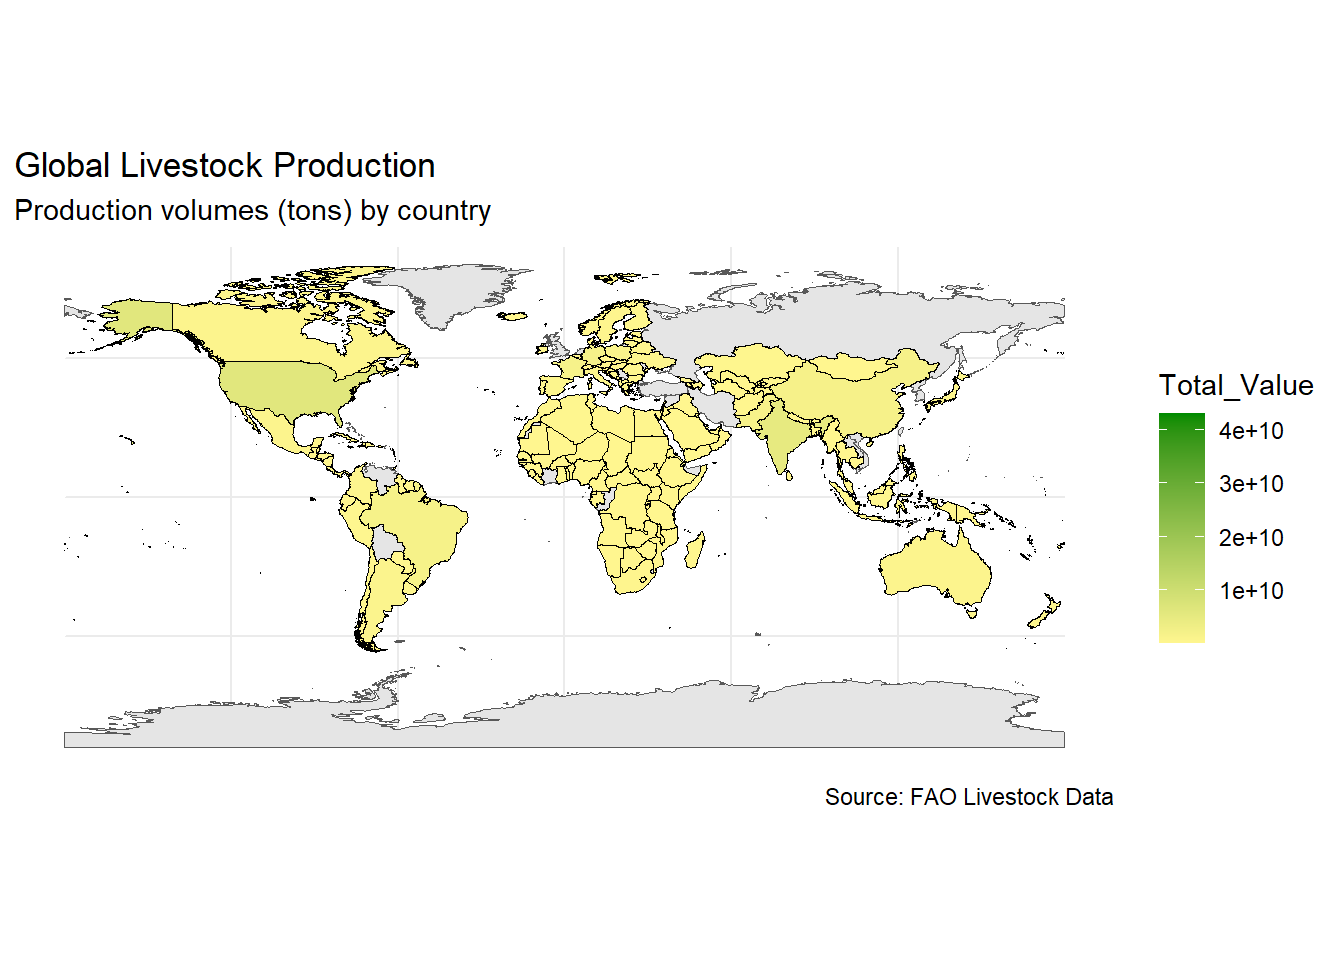 Global Livestock Production
Production volumes (tons) by country
Total_Value
4e+10
3e+10
2e+10
1e+10
Source: FAO Livestock Data